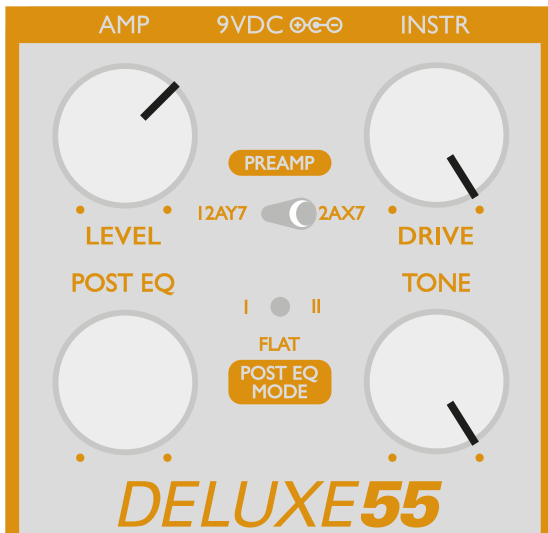 AMP 9VDC INSTR
PREAMP
12AY7 2AX7
LEVEL DRIVE
POST EQ TONE
I II
FLAT
POST EQ
MODE
DELUXE55